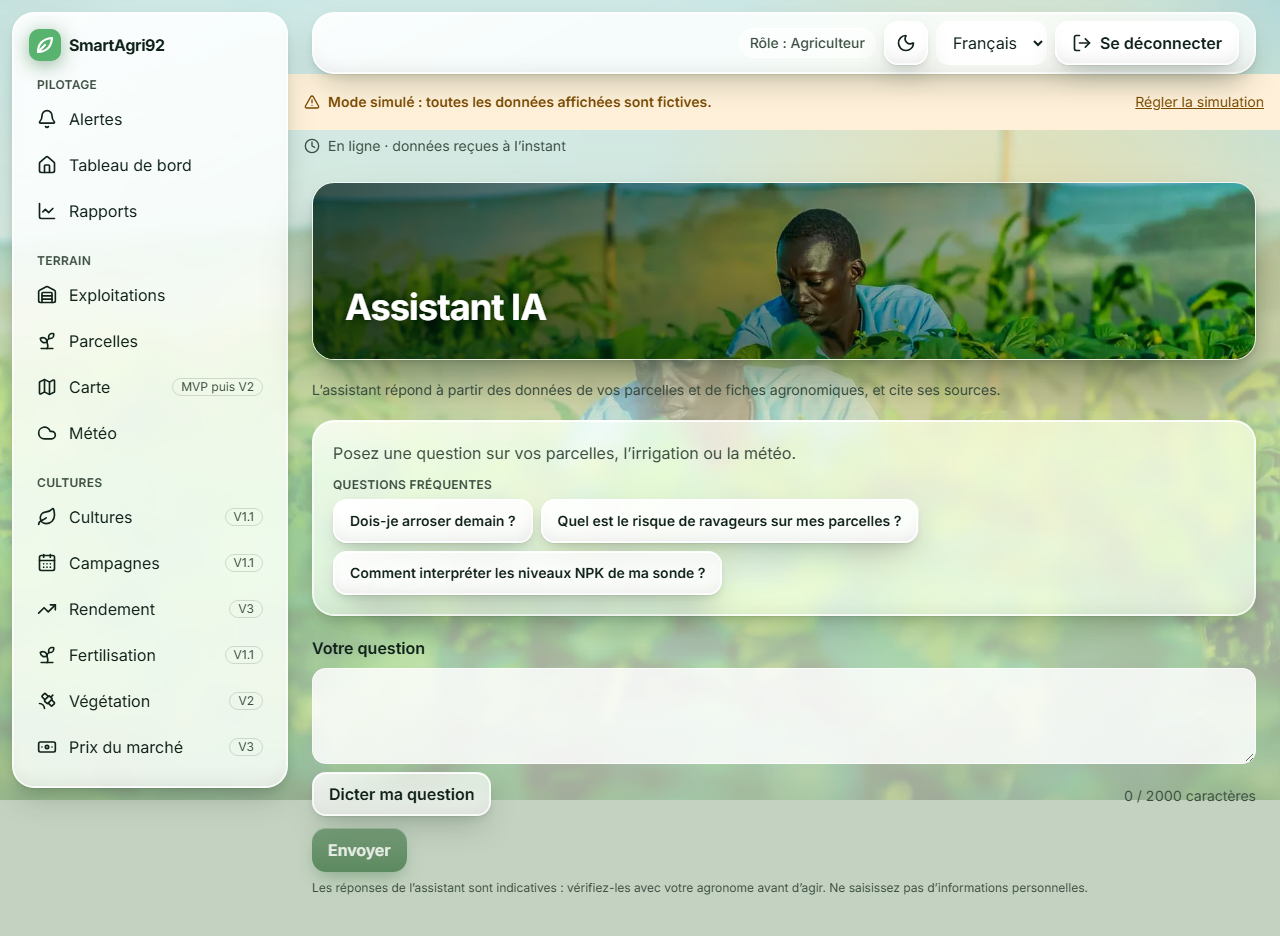 SmartAgri92
PILOTAGE
Alertes
Tableau de bord
Rapports
TERRAIN
Exploitations
Parcelles
Carte MVP puis V2
Météo
CULTURES
Cultures V1.1
Campagnes V1.1
Rendement V3
Fertilisation V1.1
Végétation V2
Prix du marché V3
Rôle : Agriculteur
Français
Se déconnecter
Mode simulé : toutes les données affichées sont fictives.
Régler la simulation
En ligne · données reçues à l’instant
Assistant IA
L’assistant répond à partir des données de vos parcelles et de fiches agronomiques, et cite ses sources.
Posez une question sur vos parcelles, l’irrigation ou la météo.
QUESTIONS FRÉQUENTES
Dois-je arroser demain ?
Quel est le risque de ravageurs sur mes parcelles ?
Comment interpréter les niveaux NPK de ma sonde ?
Votre question
Dicter ma question
0 / 2000 caractères
Envoyer
Les réponses de l’assistant sont indicatives : vérifiez-les avec votre agronome avant d’agir. Ne saisissez pas d’informations personnelles.